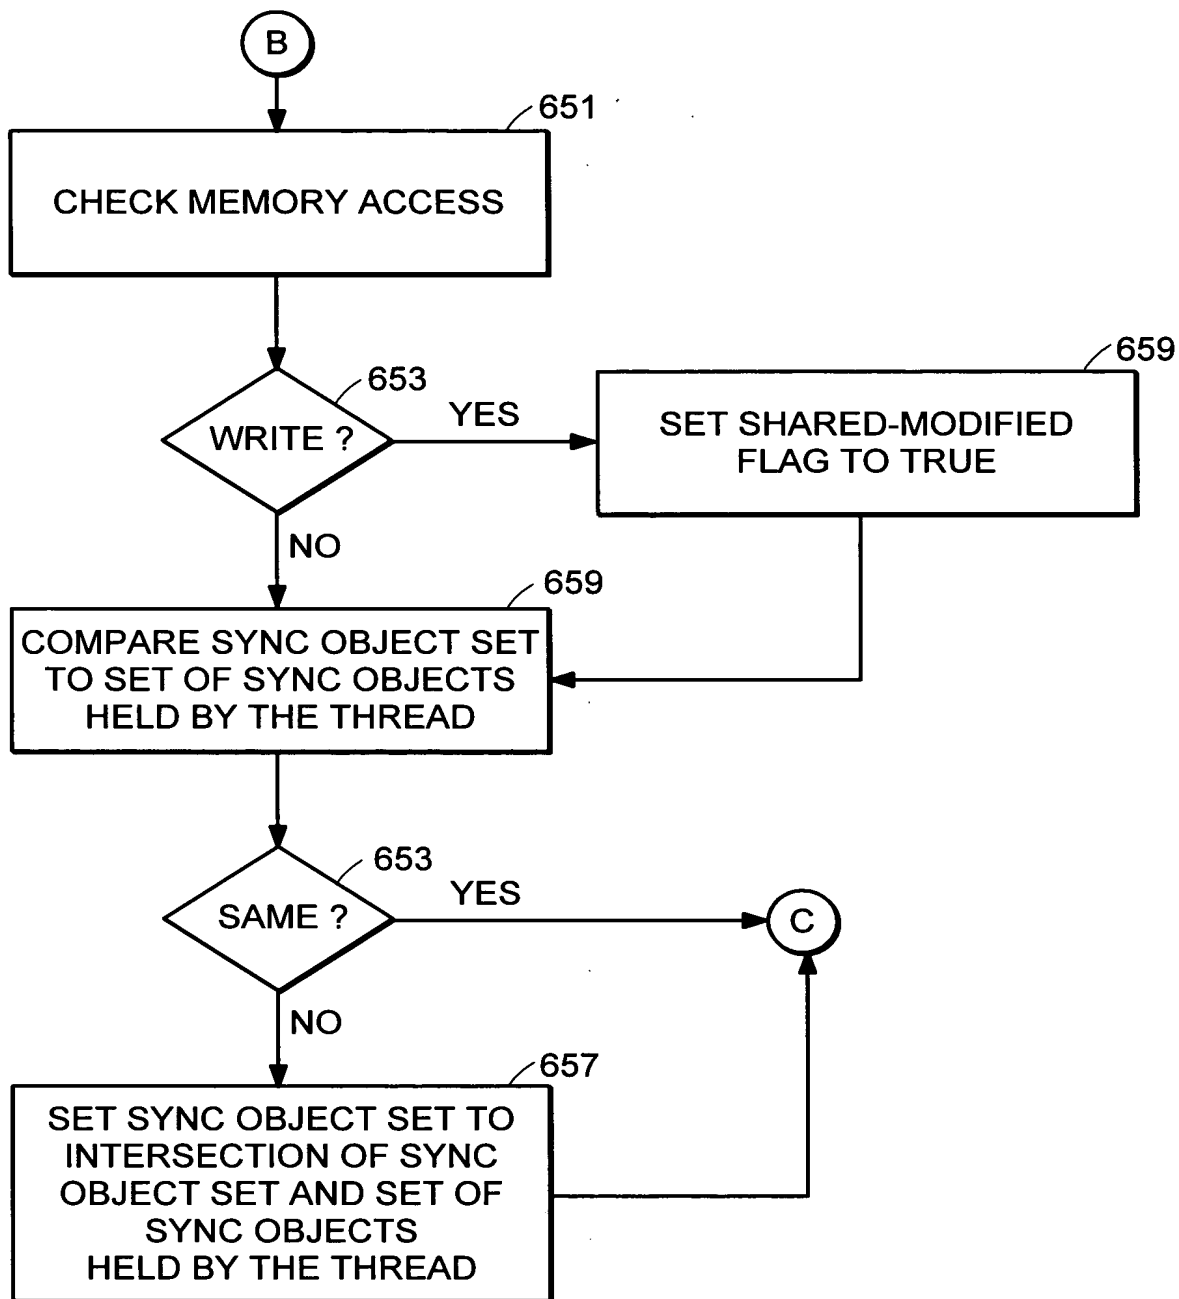 B
651
CHECK MEMORY ACCESS
653
WRITE ?
YES
659
SET SHARED-MODIFIED
FLAG TO TRUE
NO
659
COMPARE SYNC OBJECT SET
TO SET OF SYNC OBJECTS
HELD BY THE THREAD
653
SAME ?
YES
C
NO
657
SET SYNC OBJECT SET TO
INTERSECTION OF SYNC
OBJECT SET AND SET OF
SYNC OBJECTS
HELD BY THE THREAD